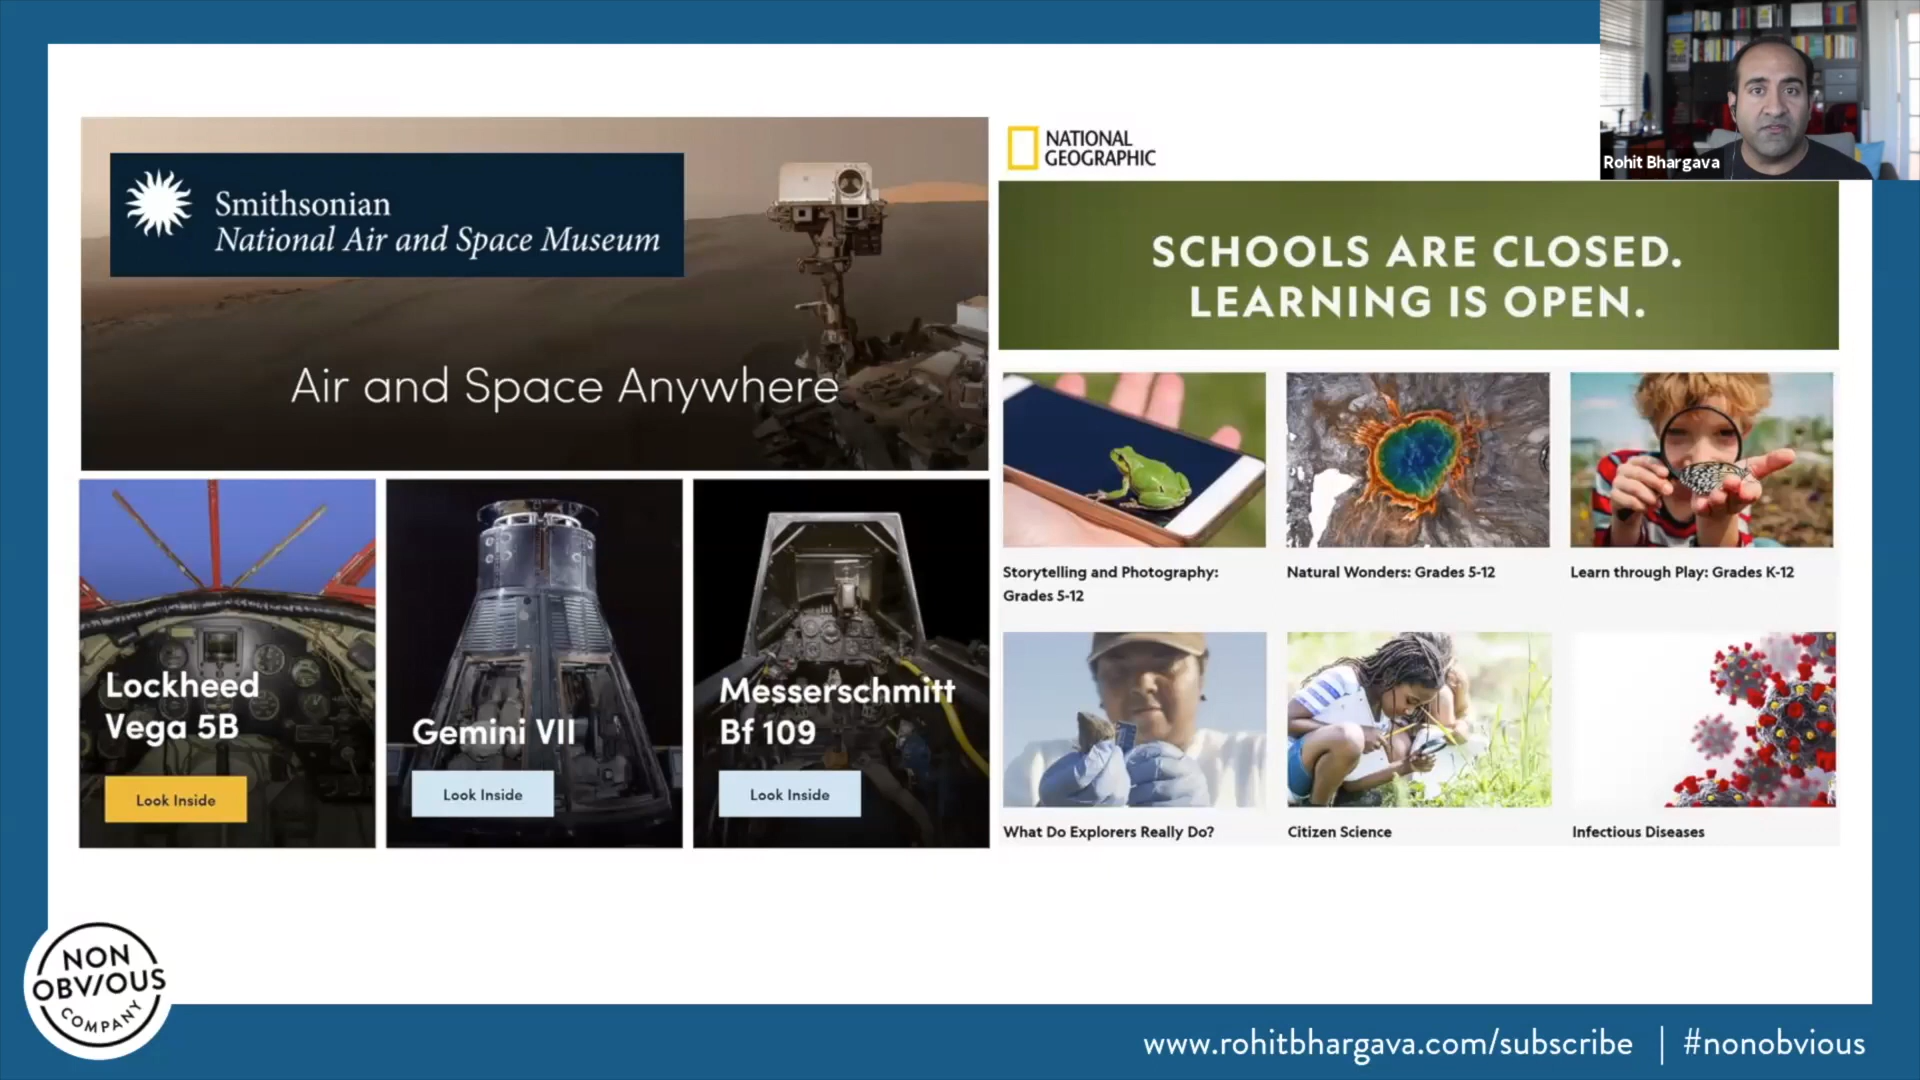 Rohit Bhargava
Smithsonian
National Air and Space Museum
Air and Space Anywhere
Lockheed
Vega 5B
Look Inside
Gemini VII
Look Inside
Messerschmitt
Bf 109
Look Inside
NATIONAL
GEOGRAPHIC
SCHOOLS ARE CLOSED.
LEARNING IS OPEN.
Storytelling and Photography:
Grades 5-12
Natural Wonders: Grades 5-12
Learn through Play: Grades K-12
What Do Explorers Really Do?
Citizen Science
Infectious Diseases
NON
OBV/OUS
COMPANY
www.rohitbhargava.com/subscribe | #nonobvious